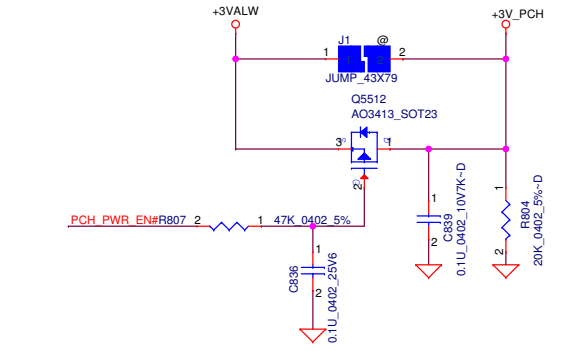 +3VALW
+3V_PCH
J1 @
1 2
JUMP_43X79
Q5512
AO3413_SOT23
3 S D 1
G
2
PCH_PWR_EN# R807 2 1 47K_0402_5%
1
C836
2
0.1U_0402_25V6
1
C839
2
0.1U_0402_10V7K~D
1
R804
2
20K_0402_5%~D